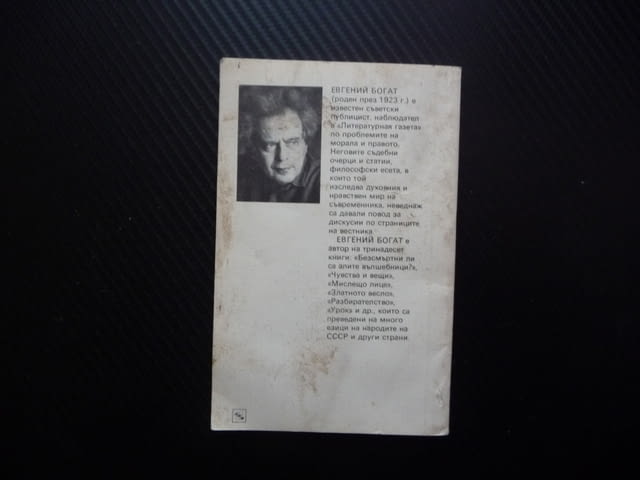 ЕВГЕНИЙ БОГАТ
(роден през 1923 г.) е
известен съветски
публицист, наблюдател
в «Литературная газета»
по проблемите на
морала и правото.
Неговите съдебни
очерци и статии,
философски есета, в
които той
изследва духовния и
нравствен мир на
съвременника, неведнаж
са давали повод за
дискусии по страниците
на вестника.
ЕВГЕНИЙ БОГАТ е
автор на тринадесет
книги: «Безсмъртни ли
са злите вълшебници?»,
«Чувства и вещи»,
«Мислещо лице»,
«Златното весло»,
«Разбирателство»,
«Урок» и др., които са
преведени на много
езици на народите на
СССР и други страни.